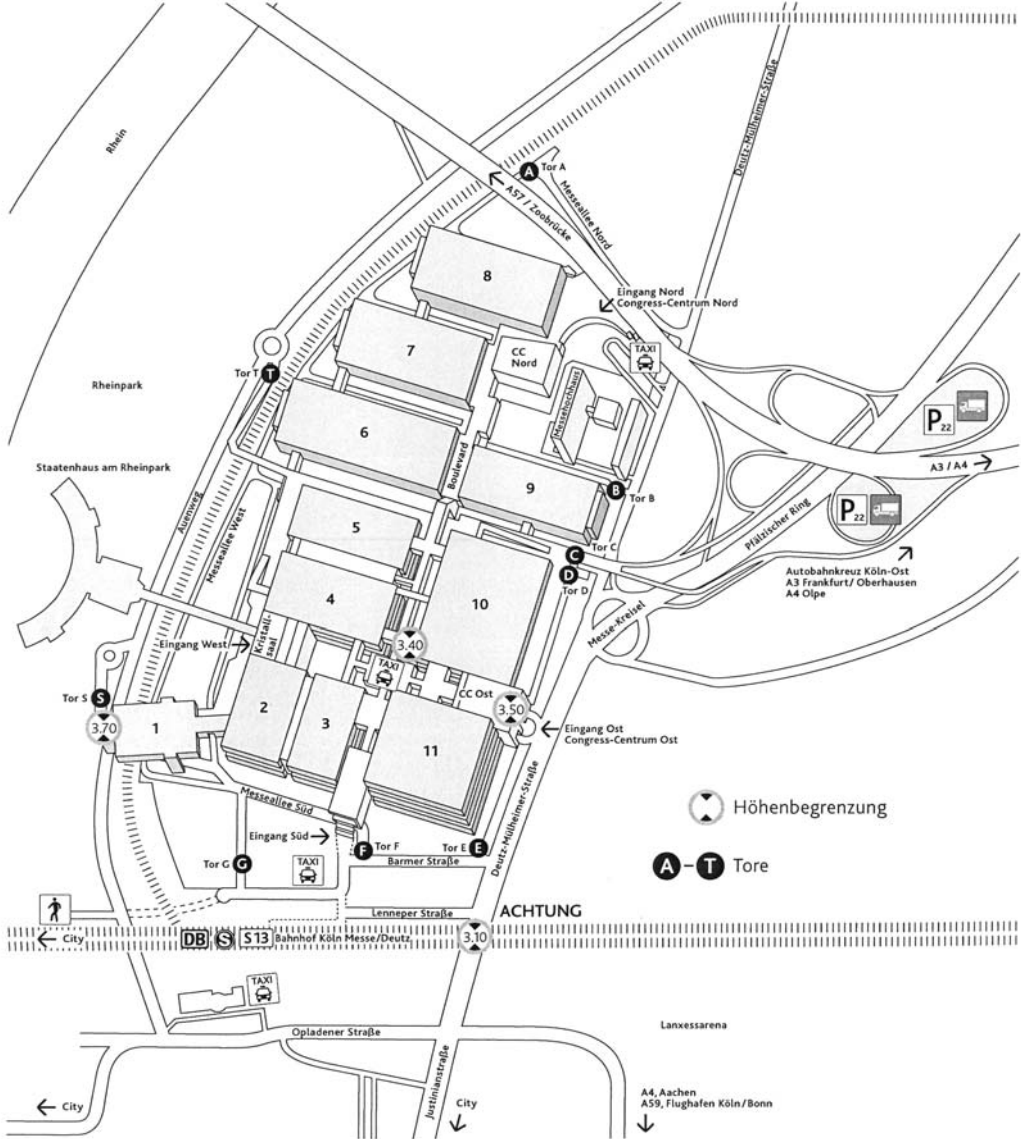 Rhein
Deutz-Mülheimer-Straße
A Tor A
A57 / Zoobrücke
Messeallee Nord
8
Eingang Nord
Congress-Centrum Nord
7
CC
Nord
TAXI
Tor T T
Rheinpark
Messehochhaus
P22
6
Boulevard
Staatenhaus am Rheinpark
A3 / A4
9
B
Tor B
Auenweg
Messeallee West
5
P22
Pfälzischer Ring
Tor C
C
D
Tor D
Autobahnkreuz Köln-Ost
A3 Frankfurt/ Oberhausen
A4 Olpe
4
10
Messe-Kreisel
Kristall-
saal
Eingang West
3.40
TAXI
CC Ost
Tor S S
3.50
2
3.70
1
3
Eingang Ost
Congress-Centrum Ost
11
Deutz-Mülheimer-Straße
Messeallee Süd
Höhenbegrenzung
Eingang Süd
F Tor F
Tor E E
Tor G G
TAXI
Barmer Straße
A – T Tore
Lenneper Straße
ACHTUNG
City
DB S S13 Bahnhof Köln Messe/Deutz
3.10
TAXI
Opladener Straße
Lanxessarena
Justinianstraße
City
City
A4, Aachen
A59, Flughafen Köln/Bonn